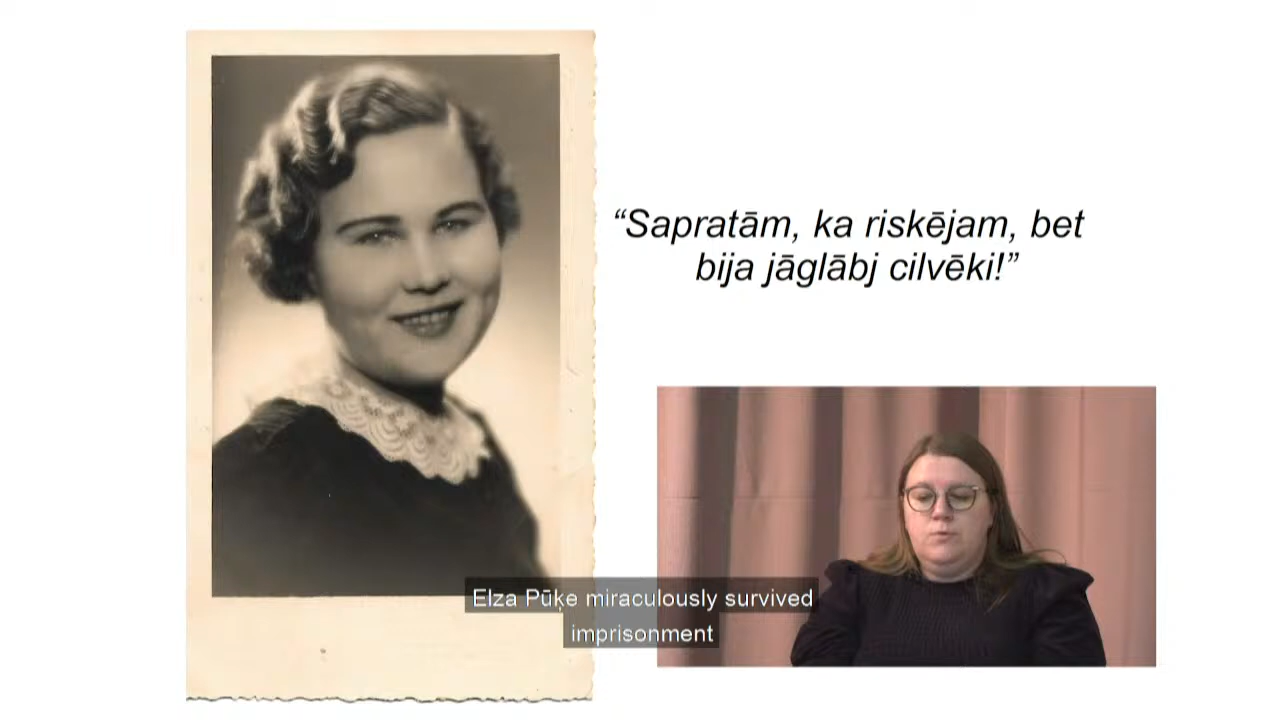 “Sapratām, ka riskējam, bet
bija jāglābj cilvēki!”
Elza Pūķe miraculously survived
imprisonment